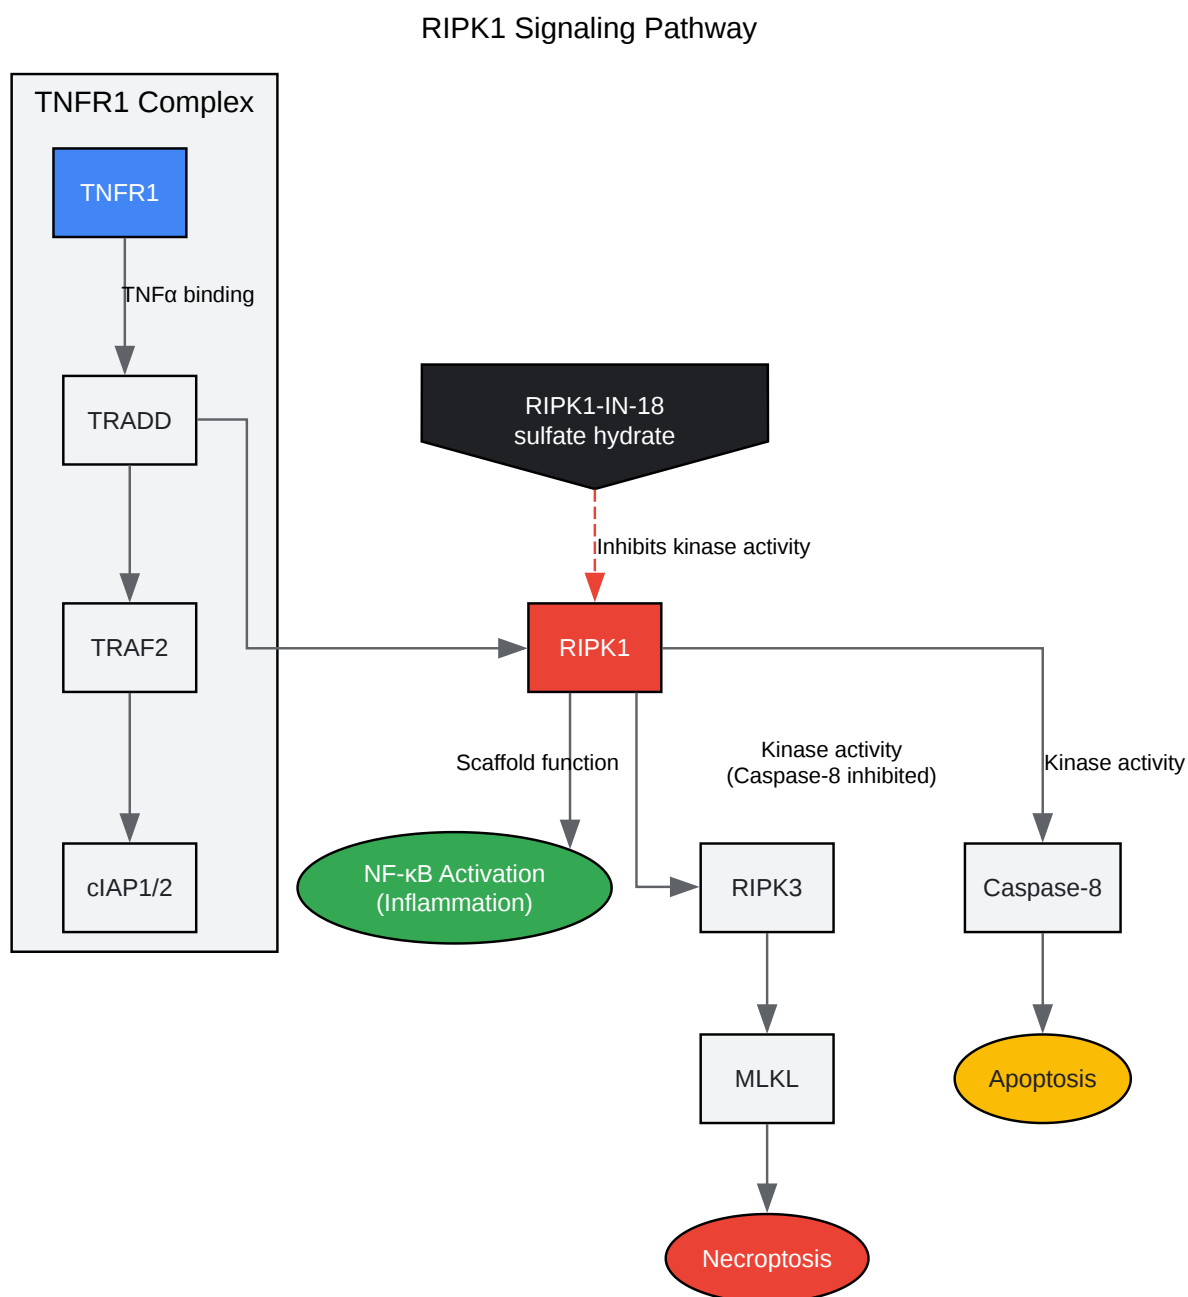 RIPK1 Signaling Pathway
TNFR1 Complex
TNFR1
TNFα binding
TRADD
RIPK1-IN-18
sulfate hydrate
Inhibits kinase activity
TRAF2
RIPK1
Scaffold function
Kinase activity
(Caspase-8 inhibited)
Kinase activity
cIAP1/2
NF-κB Activation
(Inflammation)
RIPK3
Caspase-8
MLKL
Apoptosis
Necroptosis